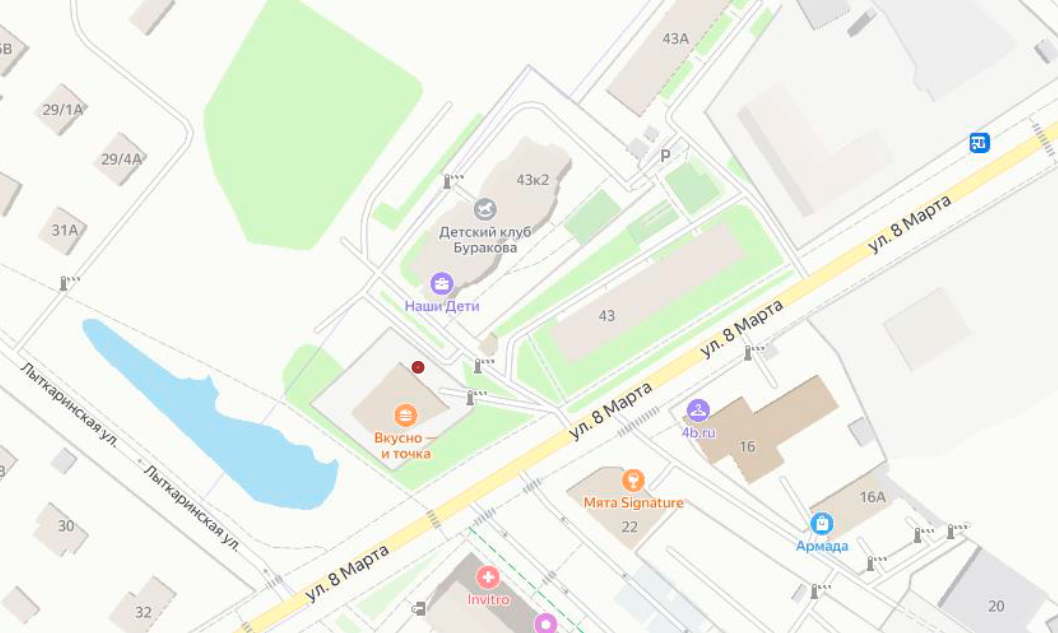 43А
5В
29/1А
29/4А
Р
43к2
ул. 8 Марта
31А
Детский клуб
Буракова
Наши Дети
43
ул. 8 Марта
Лыткаринская ул.
ул. 8 Марта
4b.ru
Вкусно —
и точка
16
Лыткаринская ул.
Мята Signature
16А
22
30
Армада
ул. 8 Марта
Invitro
32
20